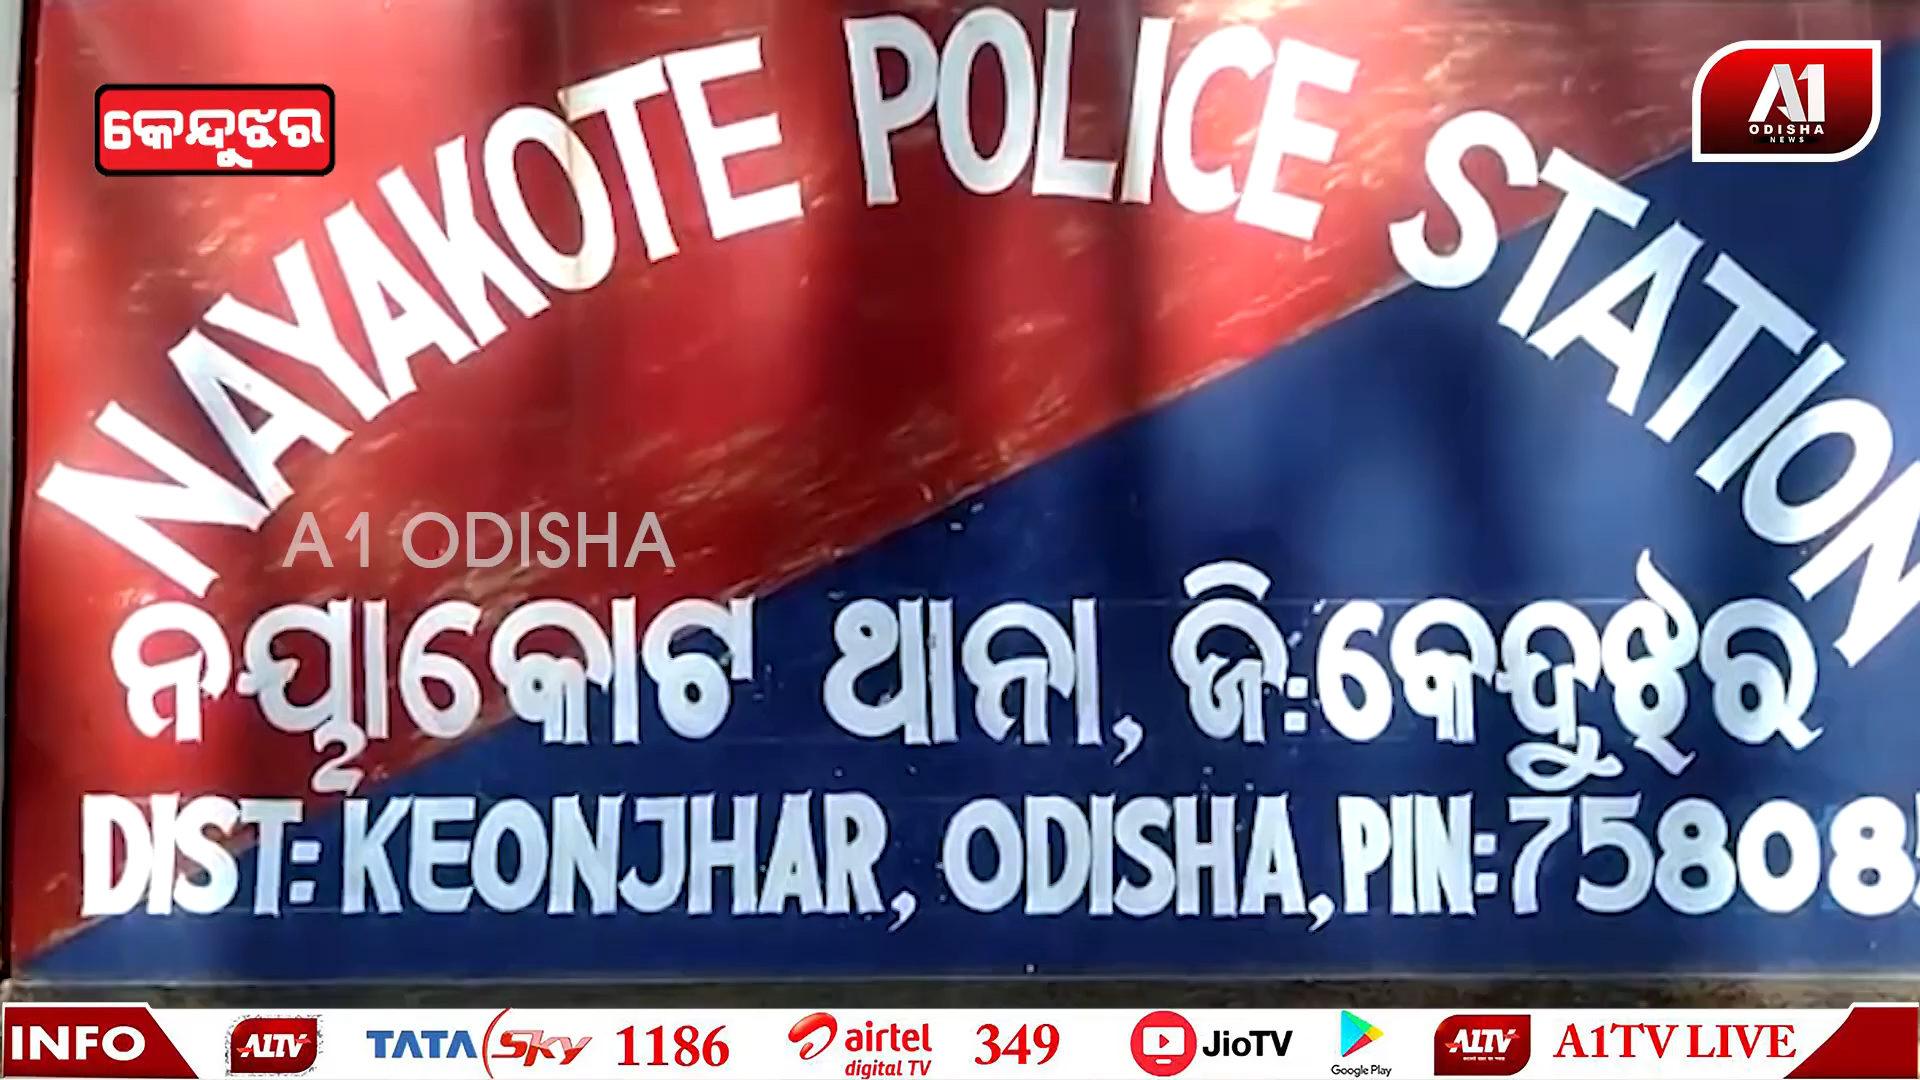 କେନ୍ଦୁଝର
A1
ODISHA
NEWS
NAYAKOTE POLICE STATION
A1 ODISHA
ନୟାକୋଟ ଥାନା, ଜି:କେନ୍ଦୁଝର
DIST: KEONJHAR, ODISHA, PIN:75808
INFO A1TV TATA Sky 1186 airtel digital TV 349 JioTV Google Play A1TV A1TV LIVE